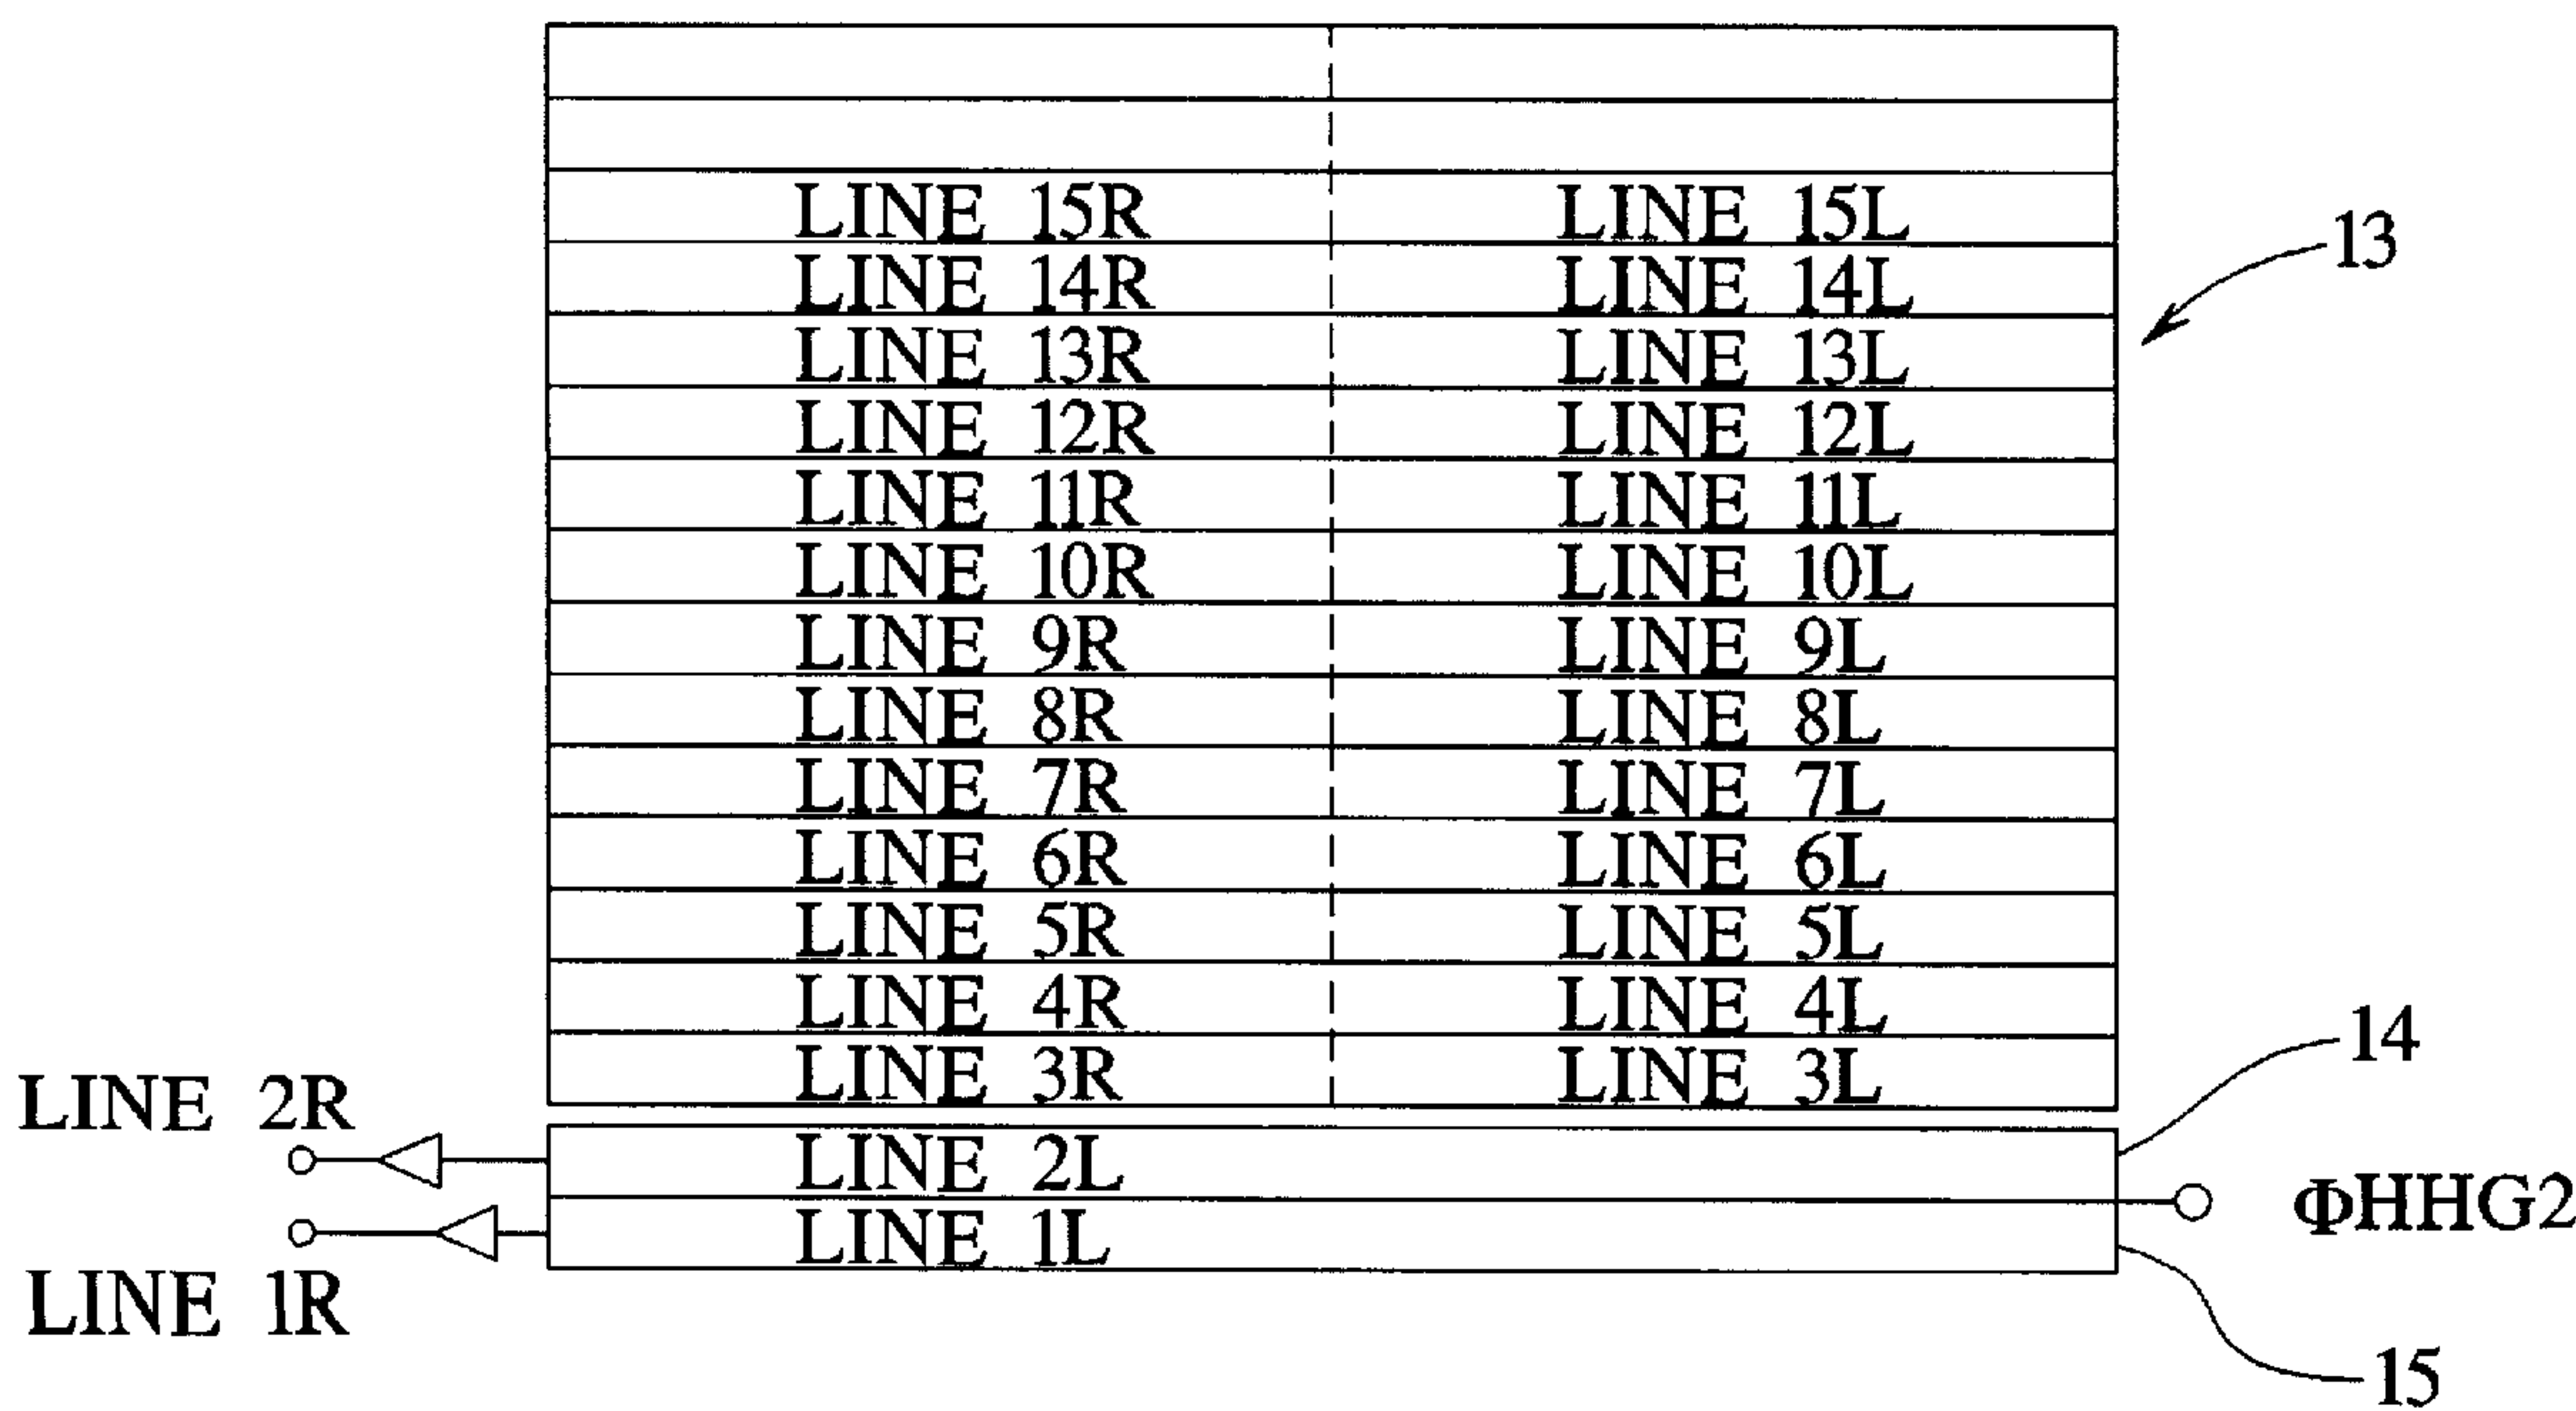 LINE 15R LINE 15L
13
LINE 14R LINE 14L
LINE 13R LINE 13L
LINE 12R LINE 12L
LINE 11R LINE 11L
LINE 10R LINE 10L
LINE 9R LINE 9L
LINE 8R LINE 8L
LINE 7R LINE 7L
LINE 6R LINE 6L
LINE 5R LINE 5L
LINE 4R LINE 4L
14
LINE 3R LINE 3L
LINE 2R
LINE 2L
ΦHHG2
LINE 1L
LINE 1R
15